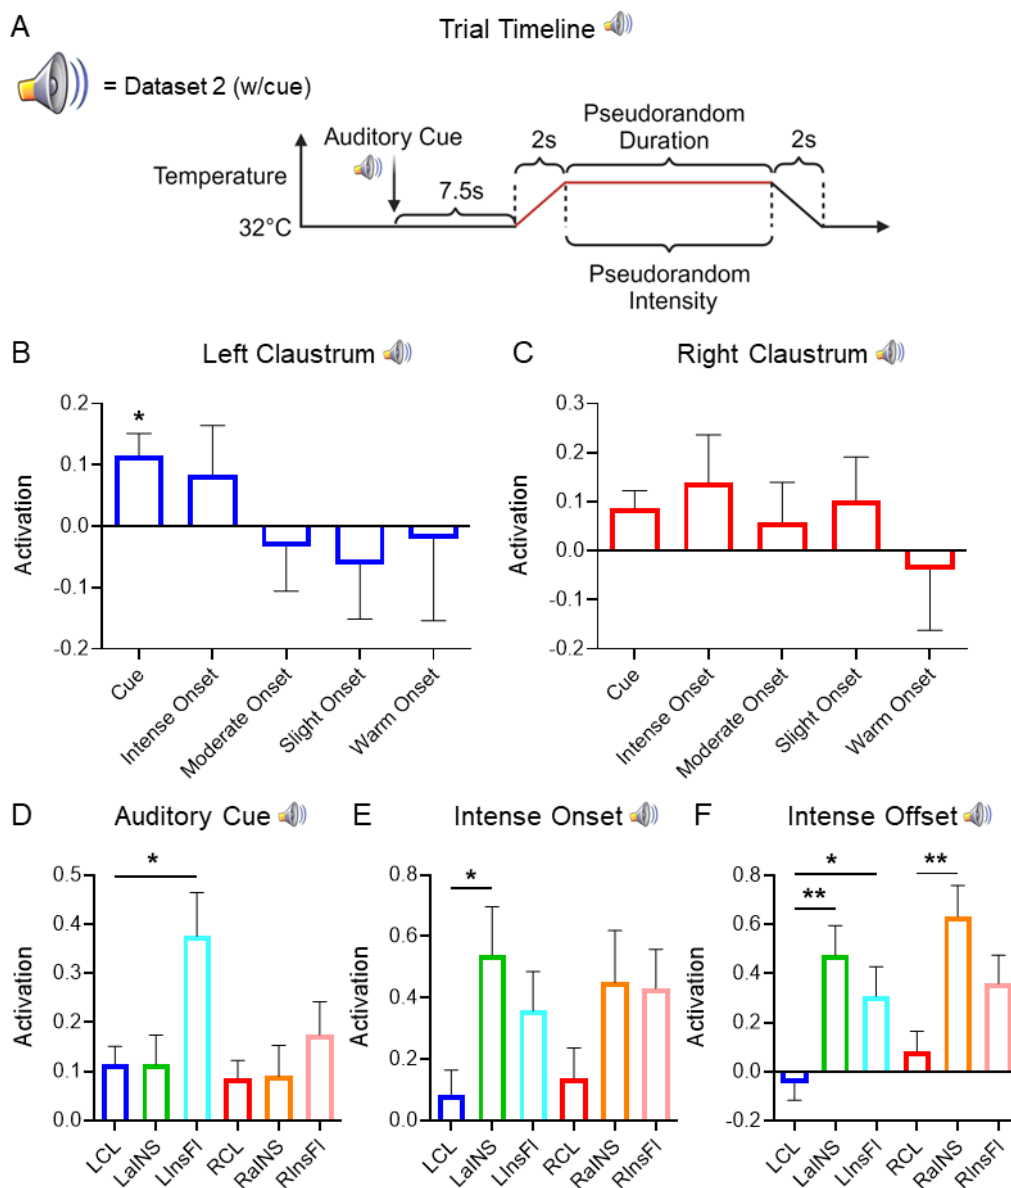 A
Trial Timeline
= Dataset 2 (w/cue)
Auditory Cue
2s
Pseudorandom
Duration
2s
Temperature
7.5s
32°C
Pseudorandom
Intensity
B
Left Claustrum
C
Right Claustrum
0.2
0.1
0.0
-0.1
-0.2
Activation
*
Cue
Intense Onset
Moderate Onset
Slight Onset
Warm Onset
0.3
0.2
0.1
0.0
-0.1
-0.2
Activation
Cue
Intense Onset
Moderate Onset
Slight Onset
Warm Onset
D
Auditory Cue
E
Intense Onset
F
Intense Offset
0.5
0.4
0.3
0.2
0.1
0.0
Activation
*
LCL
LaINS
LInsFl
RCL
RaINS
RInsFl
0.8
0.6
0.4
0.2
0.0
Activation
*
LCL
LaINS
LInsFl
RCL
RaINS
RInsFl
0.8
0.6
0.4
0.2
0.0
-0.2
Activation
*
**
**
LCL
LaINS
LInsFl
RCL
RaINS
RInsFl